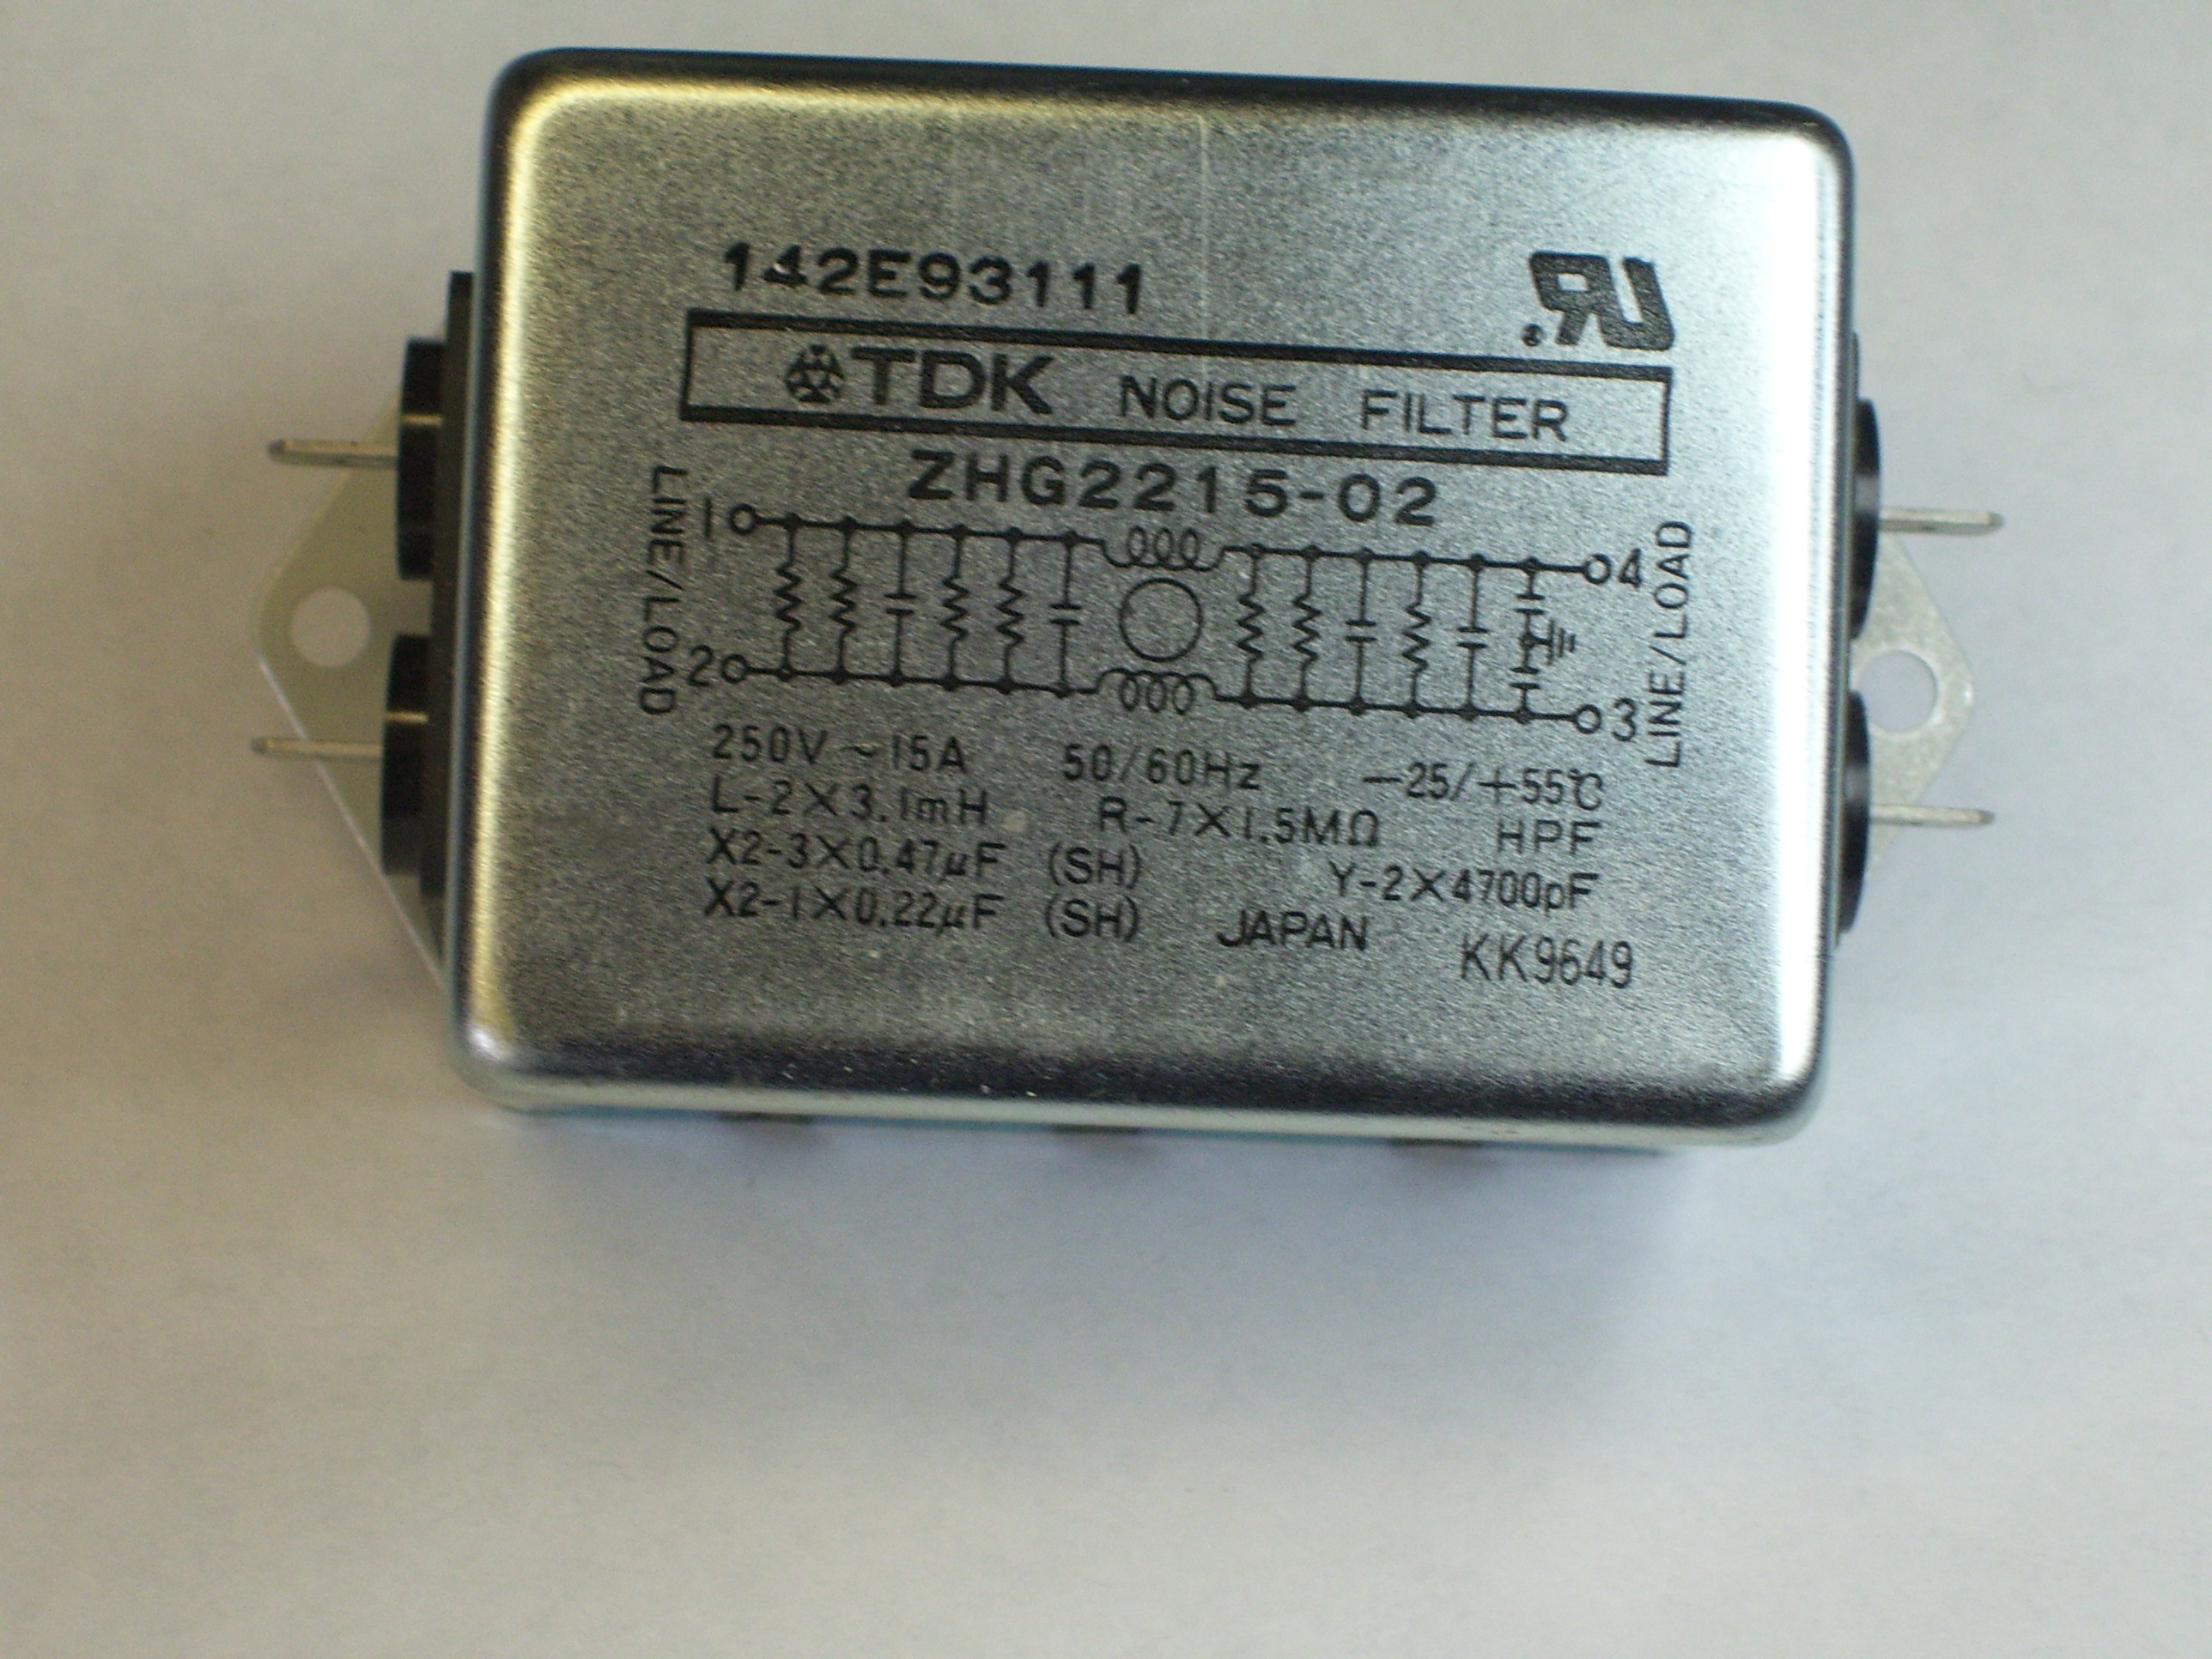 142E93111
TDK NOISE FILTER
ZHG2215-02
LINE/LOAD
1
2
4
3
LINE/LOAD
250V ~15A 50/60Hz -25/+55℃
L-2×3.1mH R-7×1.5MΩ HPF
X2-3×0.47μF (SH) Y-2×4700pF
X2-1×0.22μF (SH) JAPAN KK9649